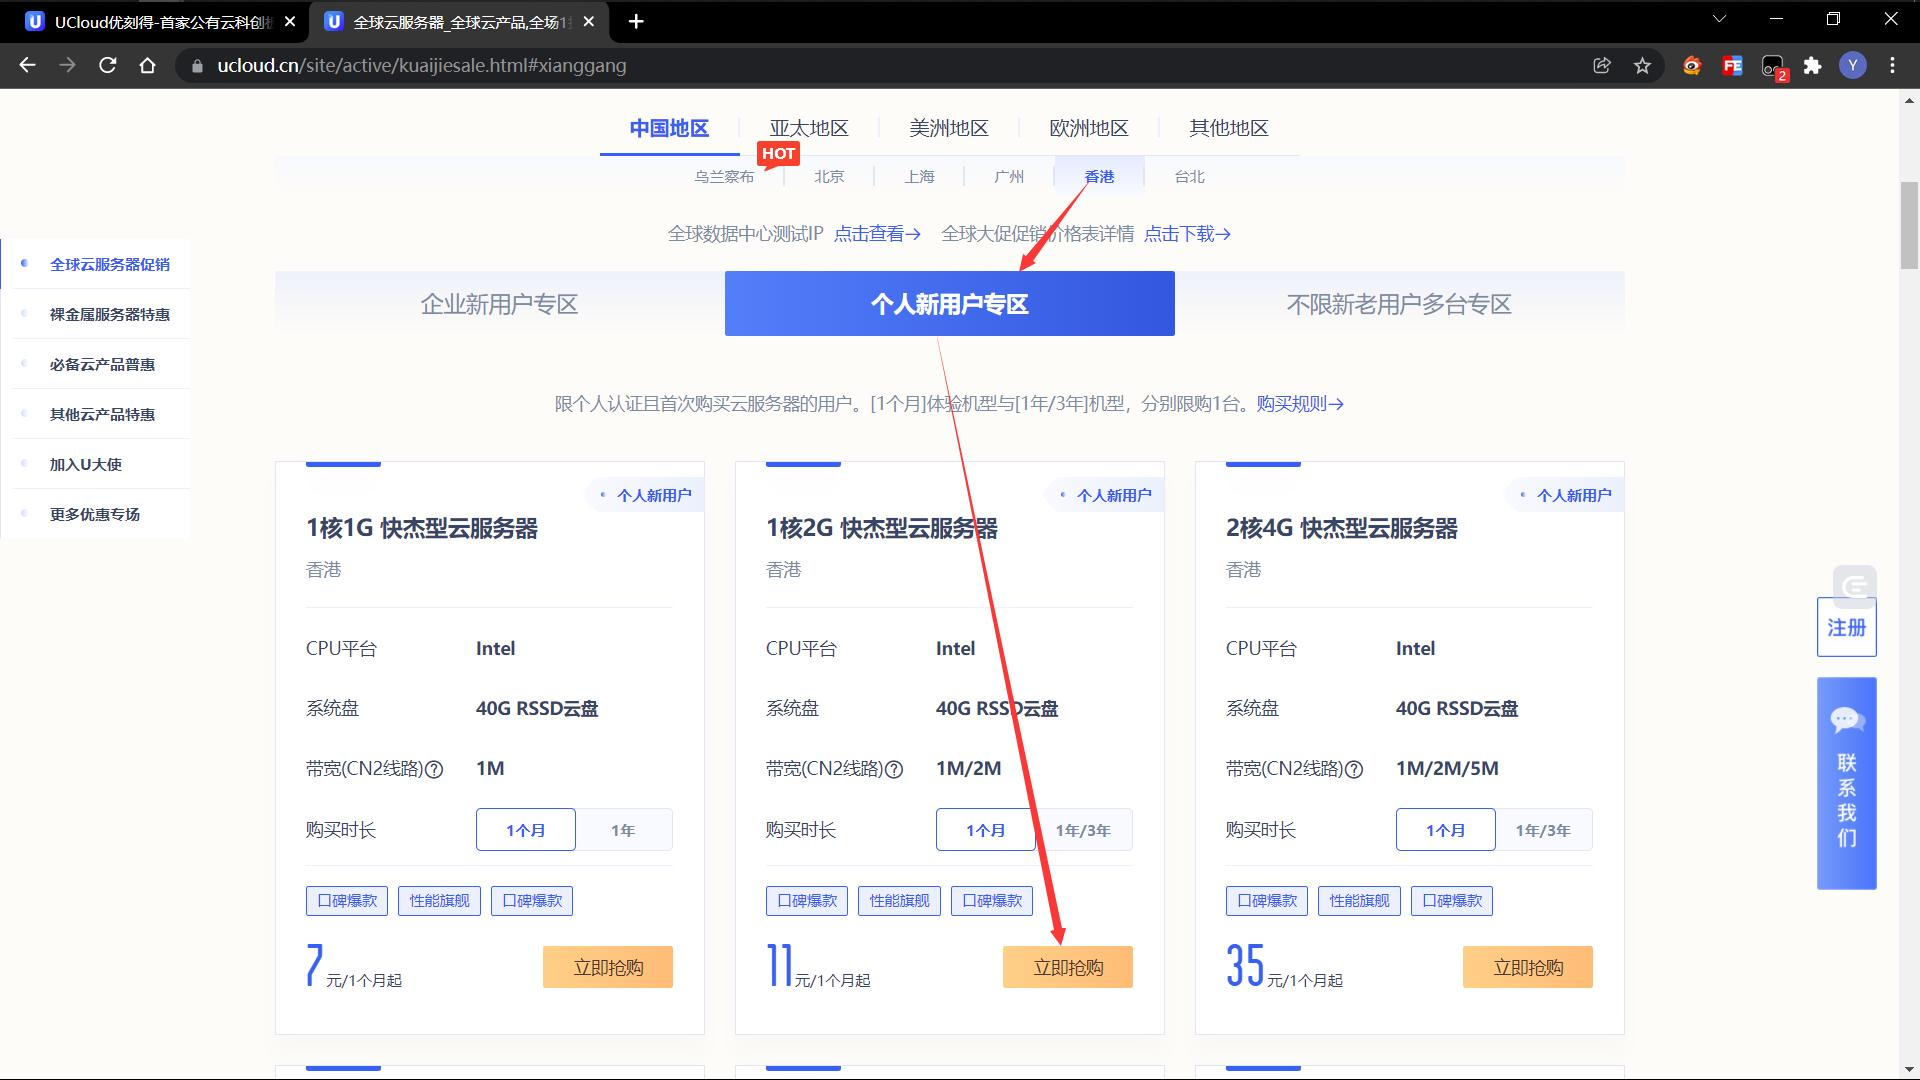 UCloud优刻得-首家公有云科创
全球云服务器_全球云产品,全场1
ucloud.cn/site/active/kuaijiesale.html#xianggang
FE
2
Y
中国地区
亚太地区
美洲地区
欧洲地区
其他地区
HOT
乌兰察布
北京
上海
广州
香港
台北
全球数据中心测试IP 点击查看→ 全球大促促销价格表详情 点击下载→
全球云服务器促销
裸金属服务器特惠
必备云产品普惠
其他云产品特惠
加入U大使
更多优惠专场
企业新用户专区
个人新用户专区
不限新老用户多台专区
限个人认证且首次购买云服务器的用户。[1个月]体验机型与[1年/3年]机型，分别限购1台。购买规则→
个人新用户
1核1G 快杰型云服务器
香港
CPU平台 Intel
系统盘 40G RSSD云盘
带宽(CN2线路)? 1M
购买时长 1个月 1年
口碑爆款 性能旗舰 口碑爆款
7元/1个月起 立即抢购
个人新用户
1核2G 快杰型云服务器
香港
CPU平台 Intel
系统盘 40G RSSD云盘
带宽(CN2线路)? 1M/2M
购买时长 1个月 1年/3年
口碑爆款 性能旗舰 口碑爆款
11元/1个月起 立即抢购
个人新用户
2核4G 快杰型云服务器
香港
CPU平台 Intel
系统盘 40G RSSD云盘
带宽(CN2线路)? 1M/2M/5M
购买时长 1个月 1年/3年
口碑爆款 性能旗舰 口碑爆款
35元/1个月起 立即抢购
注册
联系我们